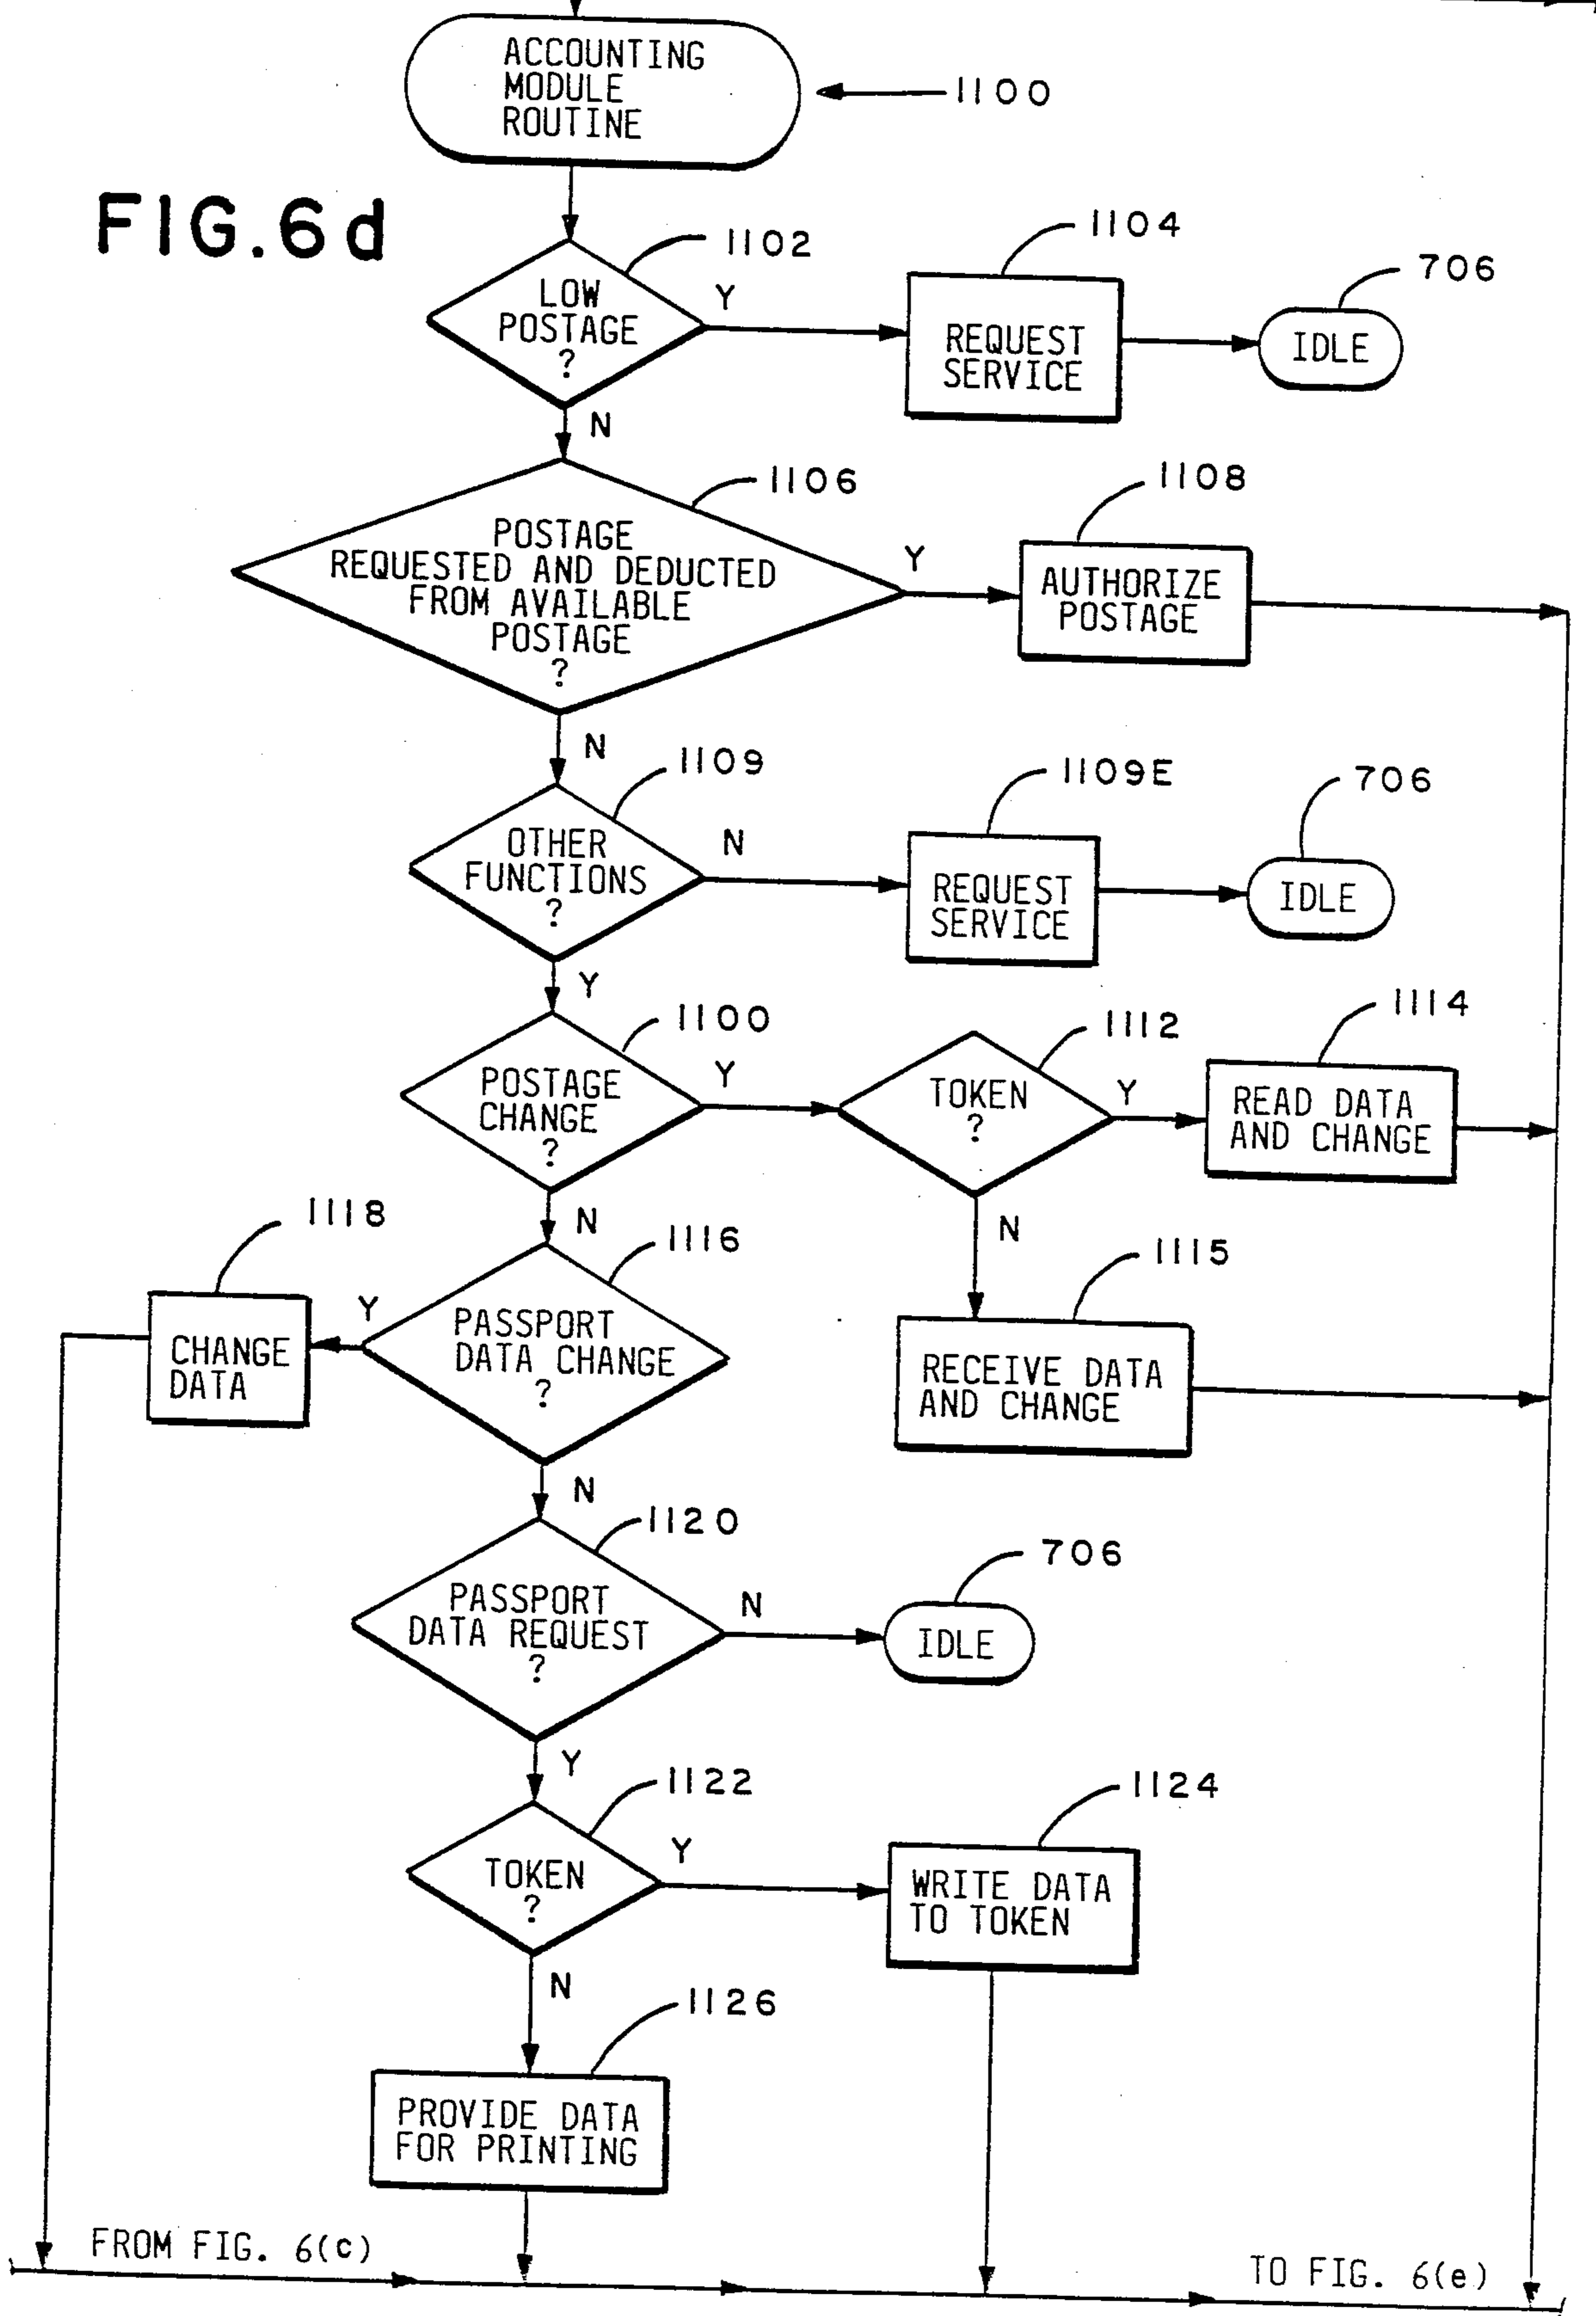 ACCOUNTING
MODULE
ROUTINE
1100
FIG.6d
1102
LOW
POSTAGE
?
Y
N
1104
REQUEST
SERVICE
706
IDLE
1106
POSTAGE
REQUESTED AND DEDUCTED
FROM AVAILABLE
POSTAGE
?
Y
N
1108
AUTHORIZE
POSTAGE
1109
OTHER
FUNCTIONS
?
N
Y
1109E
REQUEST
SERVICE
706
IDLE
1100
POSTAGE
CHANGE
?
Y
N
1112
TOKEN
?
Y
N
1114
READ DATA
AND CHANGE
1115
RECEIVE DATA
AND CHANGE
1116
PASSPORT
DATA CHANGE
?
Y
N
1118
CHANGE
DATA
1120
PASSPORT
DATA REQUEST
?
N
Y
706
IDLE
1122
TOKEN
?
Y
N
1124
WRITE DATA
TO TOKEN
1126
PROVIDE DATA
FOR PRINTING
FROM FIG. 6(c)
TO FIG. 6(e)